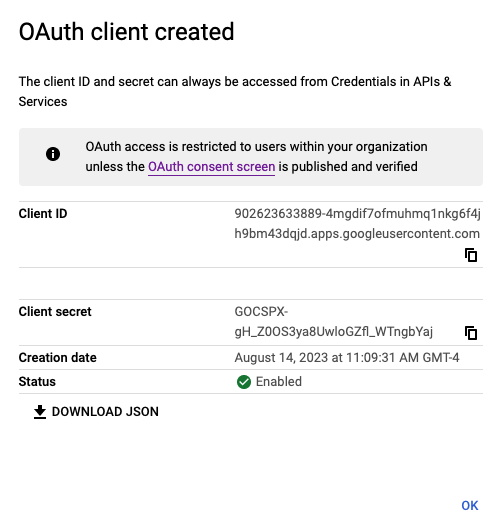 OAuth client created
The client ID and secret can always be accessed from Credentials in APIs &
Services
OAuth access is restricted to users within your organization
unless the OAuth consent screen is published and verified
Client ID
902623633889-4mgdif7ofmuhmq1nkg6f4j
h9bm43dqjd.apps.googleusercontent.com
Client secret
GOCSPX-
gH_Z0OS3ya8UwloGZfl_WTngbYaj
Creation date
August 14, 2023 at 11:09:31 AM GMT-4
Status
Enabled
DOWNLOAD JSON
OK